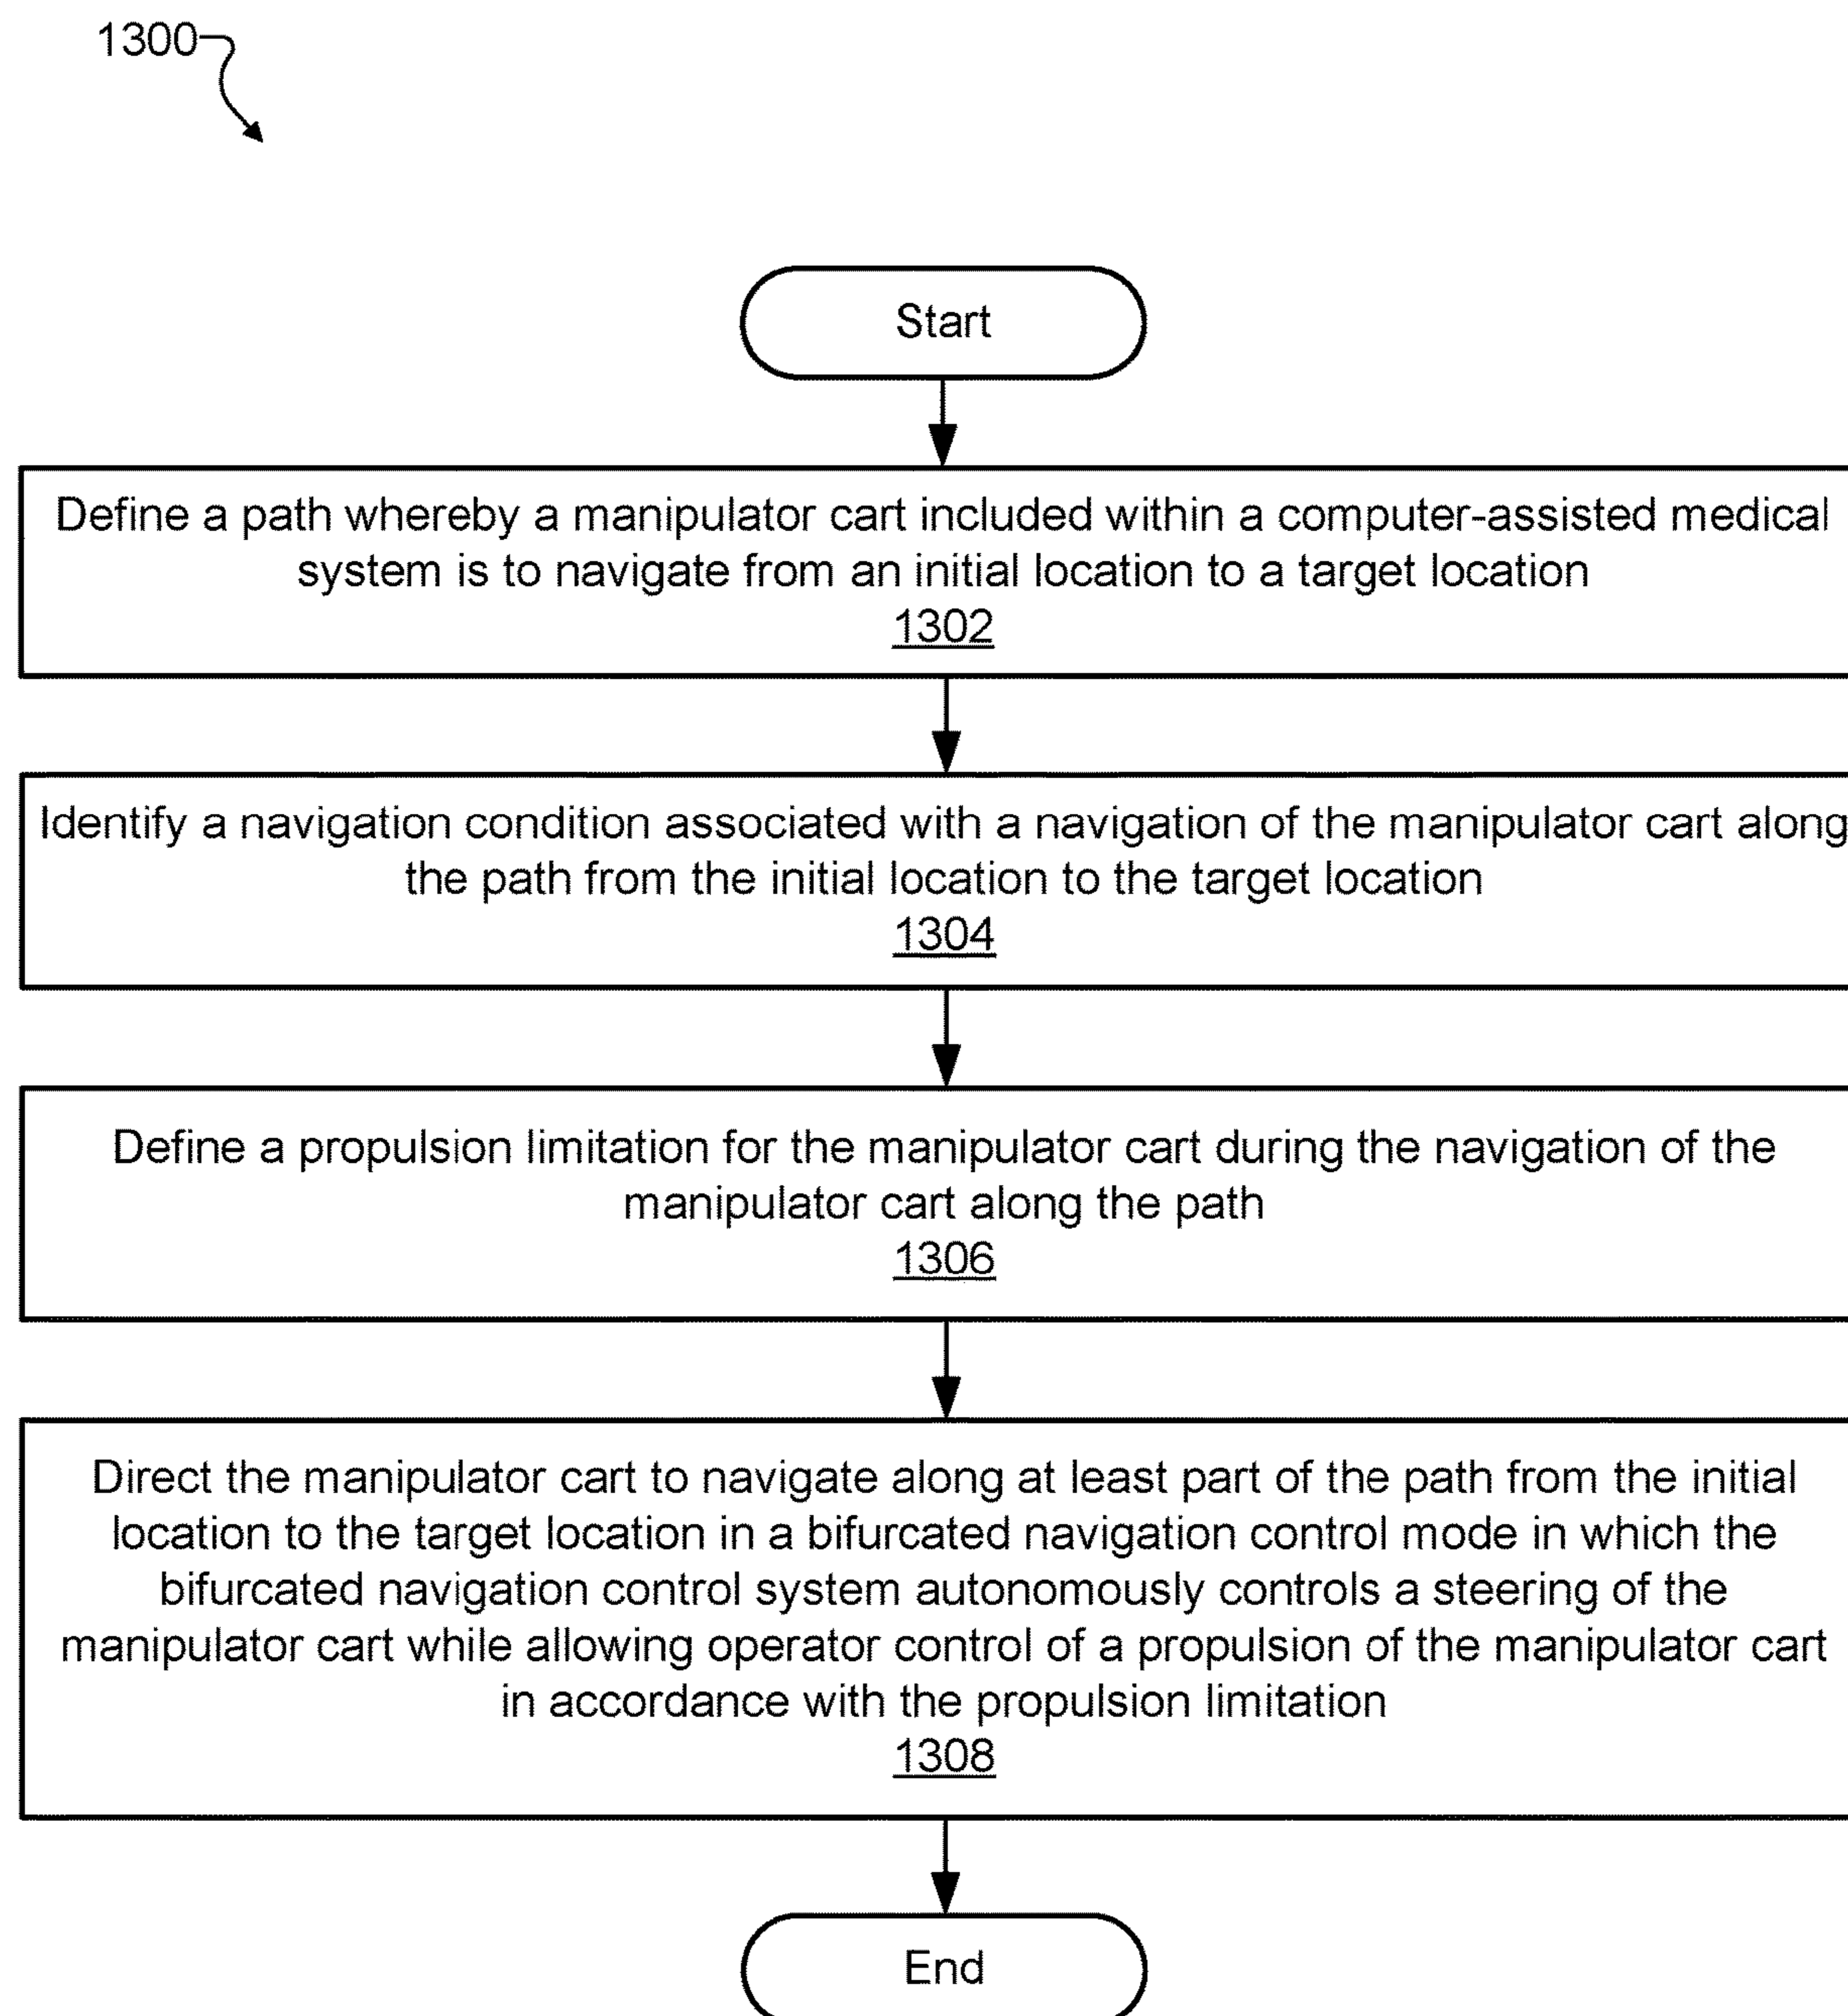 1300
Start
Define a path whereby a manipulator cart included within a computer-assisted medical
system is to navigate from an initial location to a target location
1302
Identify a navigation condition associated with a navigation of the manipulator cart along
the path from the initial location to the target location
1304
Define a propulsion limitation for the manipulator cart during the navigation of the
manipulator cart along the path
1306
Direct the manipulator cart to navigate along at least part of the path from the initial
location to the target location in a bifurcated navigation control mode in which the
bifurcated navigation control system autonomously controls a steering of the
manipulator cart while allowing operator control of a propulsion of the manipulator cart
in accordance with the propulsion limitation
1308
End